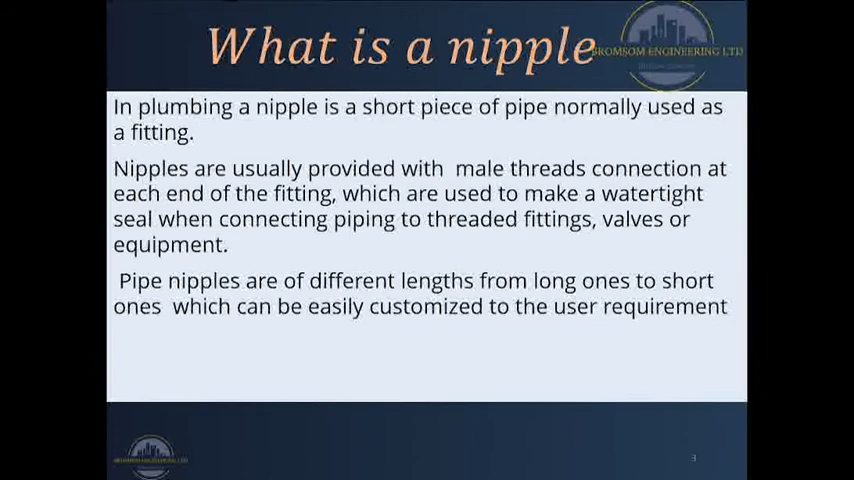 What is a nipple
BROMSOM ENGINEERING LTD
In plumbing a nipple is a short piece of pipe normally used as
a fitting.
Nipples are usually provided with  male threads connection at
each end of the fitting, which are used to make a watertight
seal when connecting piping to threaded fittings, valves or
equipment.
Pipe nipples are of different lengths from long ones to short
ones  which can be easily customized to the user requirement
BROMSOM ENGINEERING LTD
3